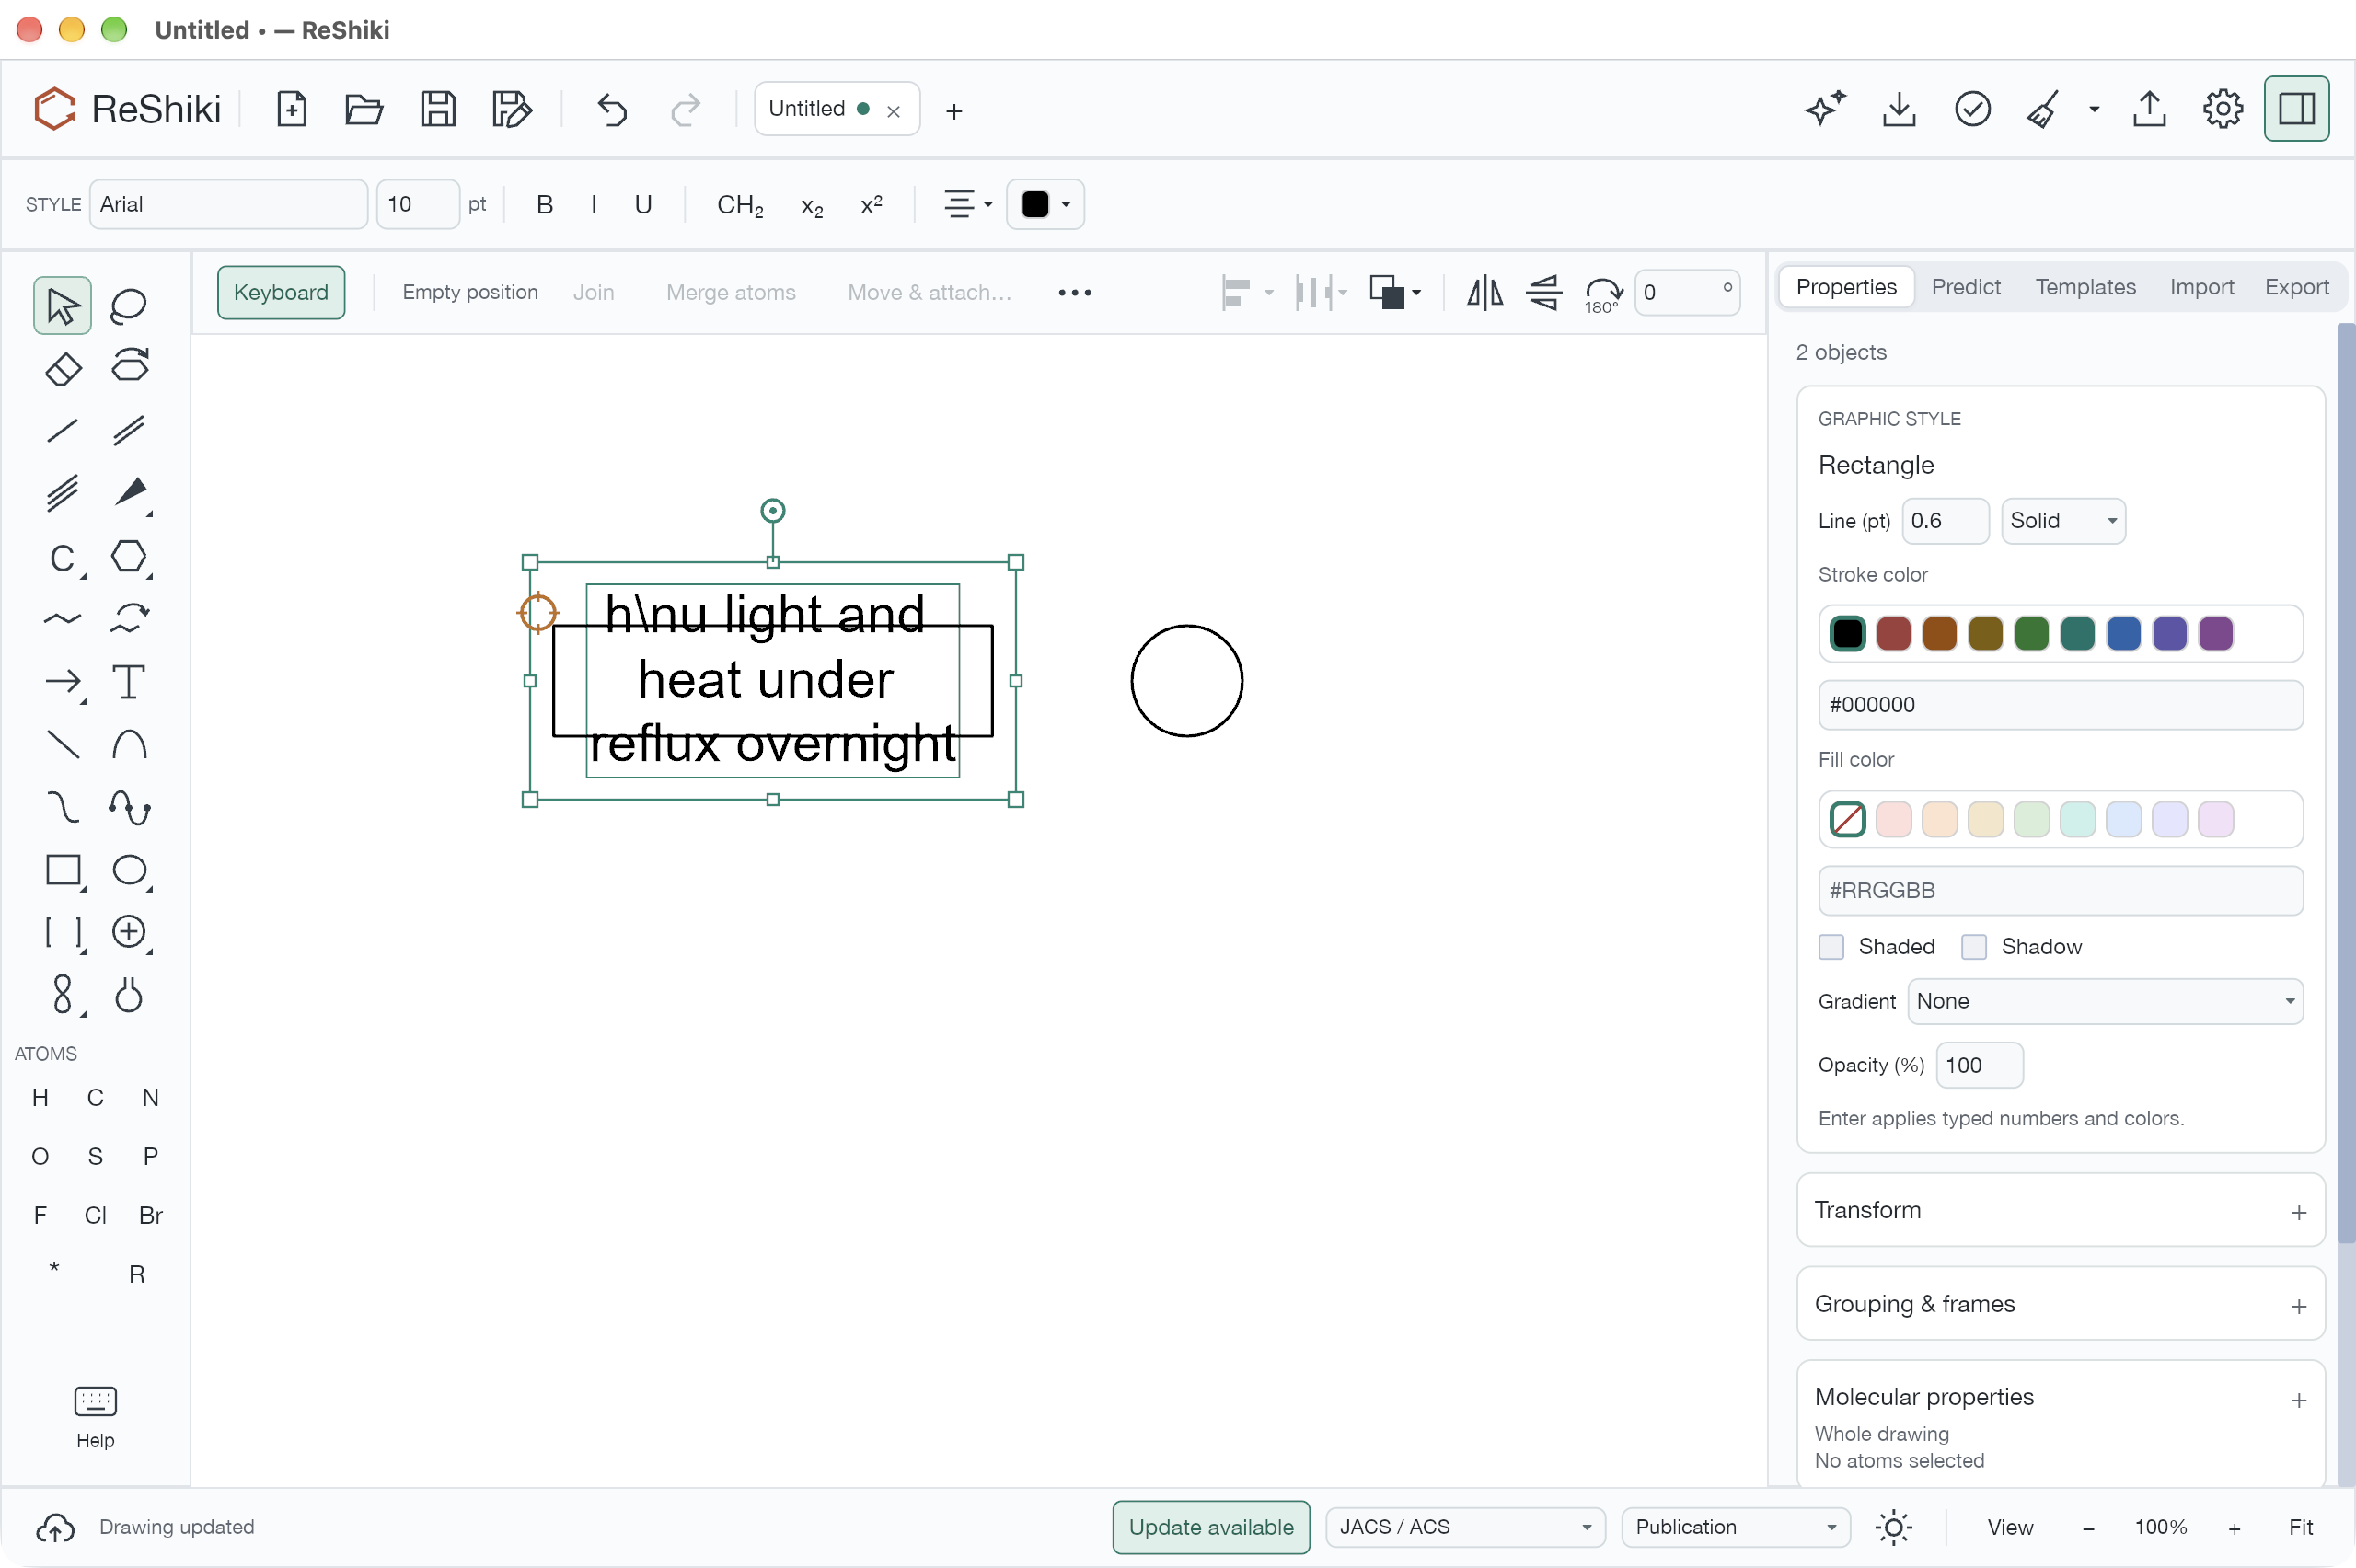 Untitled • — ReShiki
ReShiki
Untitled
STYLE Arial 10 pt B I U CH₂ x₂ x²
Keyboard Empty position Join Merge atoms Move & attach... 180° 0 °
Properties Predict Templates Import Export
2 objects
GRAPHIC STYLE
Rectangle
Line (pt) 0.6 Solid
Stroke color
#000000
Fill color
#RRGGBB
Shaded Shadow
Gradient None
Opacity (%) 100
Enter applies typed numbers and colors.
Transform +
Grouping & frames +
Molecular properties +
Whole drawing
No atoms selected
h\nu light and
heat under
reflux overnight
C
T
ATOMS
H C N
O S P
F Cl Br
* R
Help
Drawing updated
Update available JACS / ACS Publication View − 100% + Fit